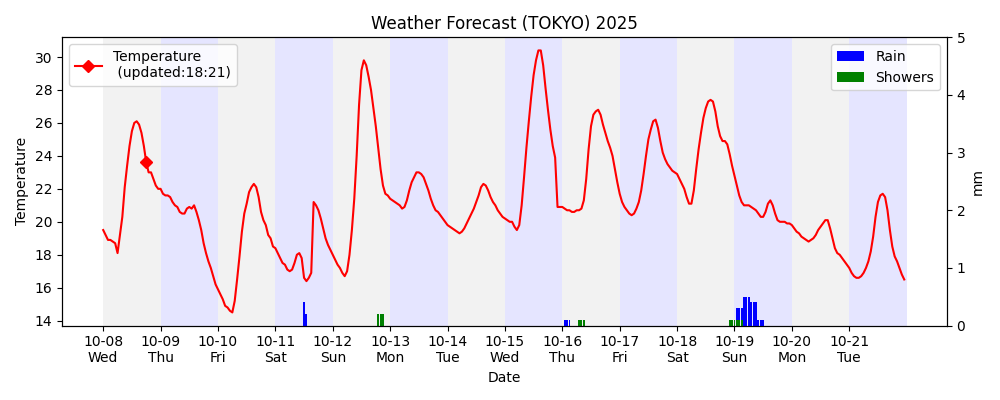 Weather Forecast (TOKYO) 2025
Temperature
(updated:18:21)
Rain
Showers
Temperature
30
28
26
24
22
20
18
16
14
5
4
3
2
1
0
mm
10-08 10-09 10-10 10-11 10-12 10-13 10-14 10-15 10-16 10-17 10-18 10-19 10-20 10-21
Wed Thu Fri Sat Sun Mon Tue Wed Thu Fri Sat Sun Mon Tue
Date